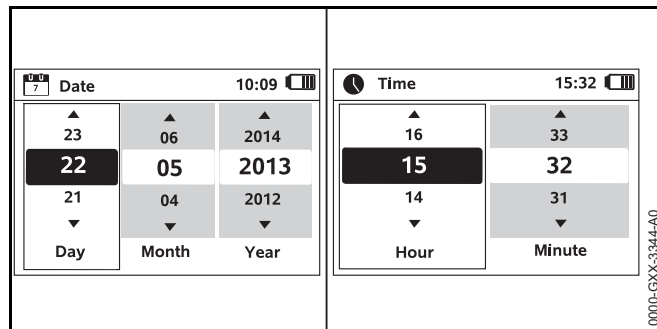 7 Date 10:09
23 06 2014
22 05 2013
21 04 2012
Day Month Year
Time 15:32
16 33
15 32
14 31
Hour Minute
0000-GXX-3344-A0